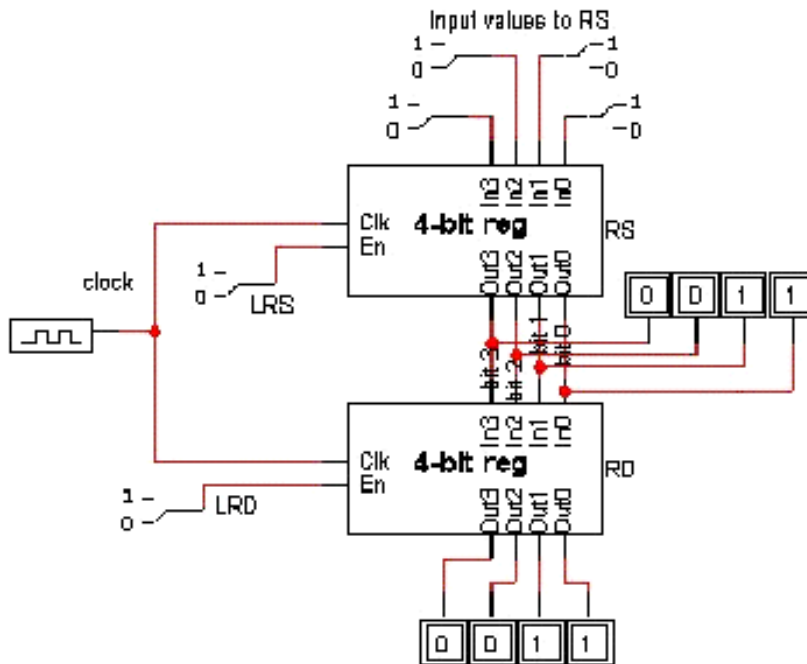 Input values to RS
1 1
0 0
1 1
0 0
In3 In2 In1 In0
Clk 4-bit reg RS
En
Out3 Out2 Out1 Out0
1
0 LRS
clock
0 0 1 1
bit 3 bit 2 bit 1 bit 0
In3 In2 In1 In0
Clk 4-bit reg RD
En
Out3 Out2 Out1 Out0
1
0 LRD
0 0 1 1